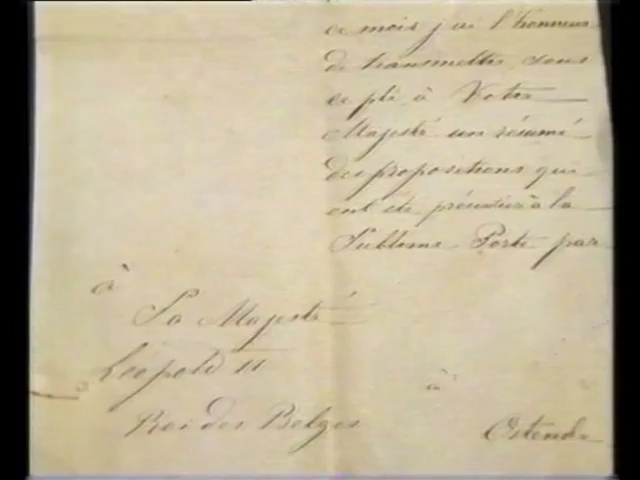 ce mois j'ai l'honneur
de transmettre sous
ce pli à Votre
Majesté un résumé
des propositions qui
ont été présentés à la
Sublime Porte par
à
Sa Majesté
Léopold II
Roi des Belges
à
Ostende